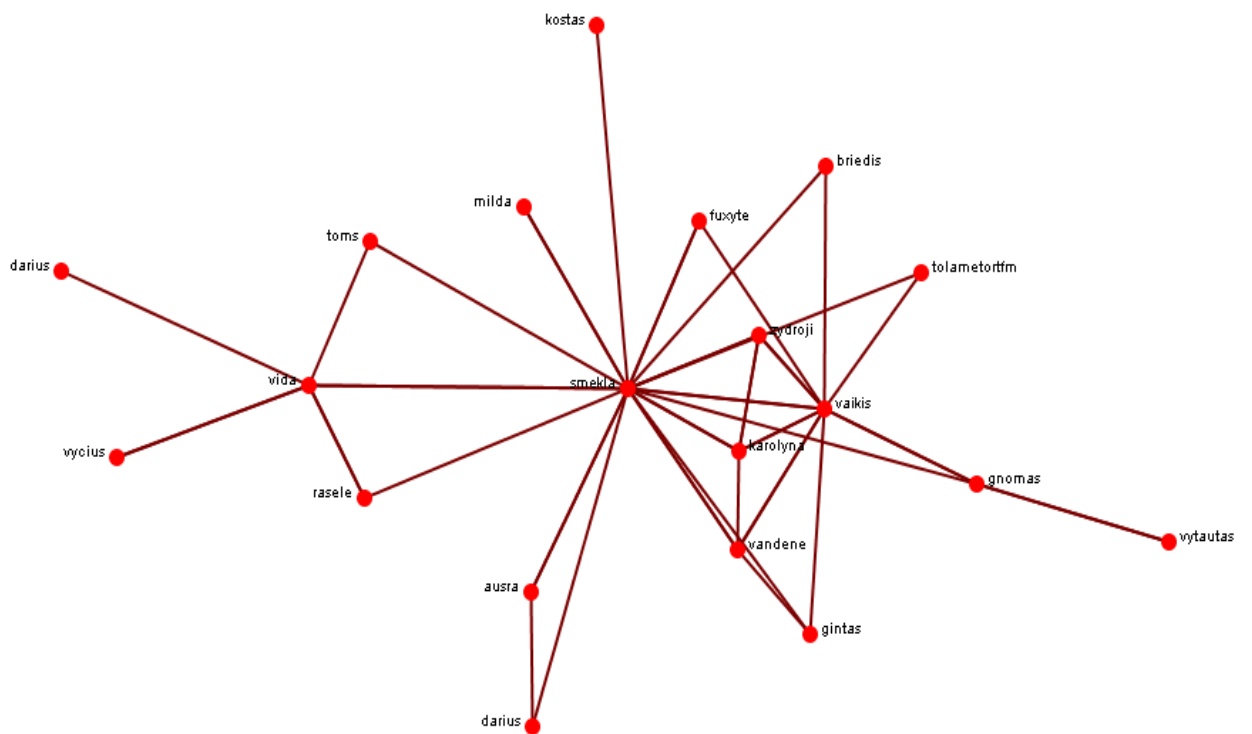 kostas
briedis
milda
fuxyte
toms
darius
tolametortfm
zydroji
vida
smekla
vaikis
vycius
karolyna
rasele
gnomas
vytautas
vandene
ausra
gintas
darius